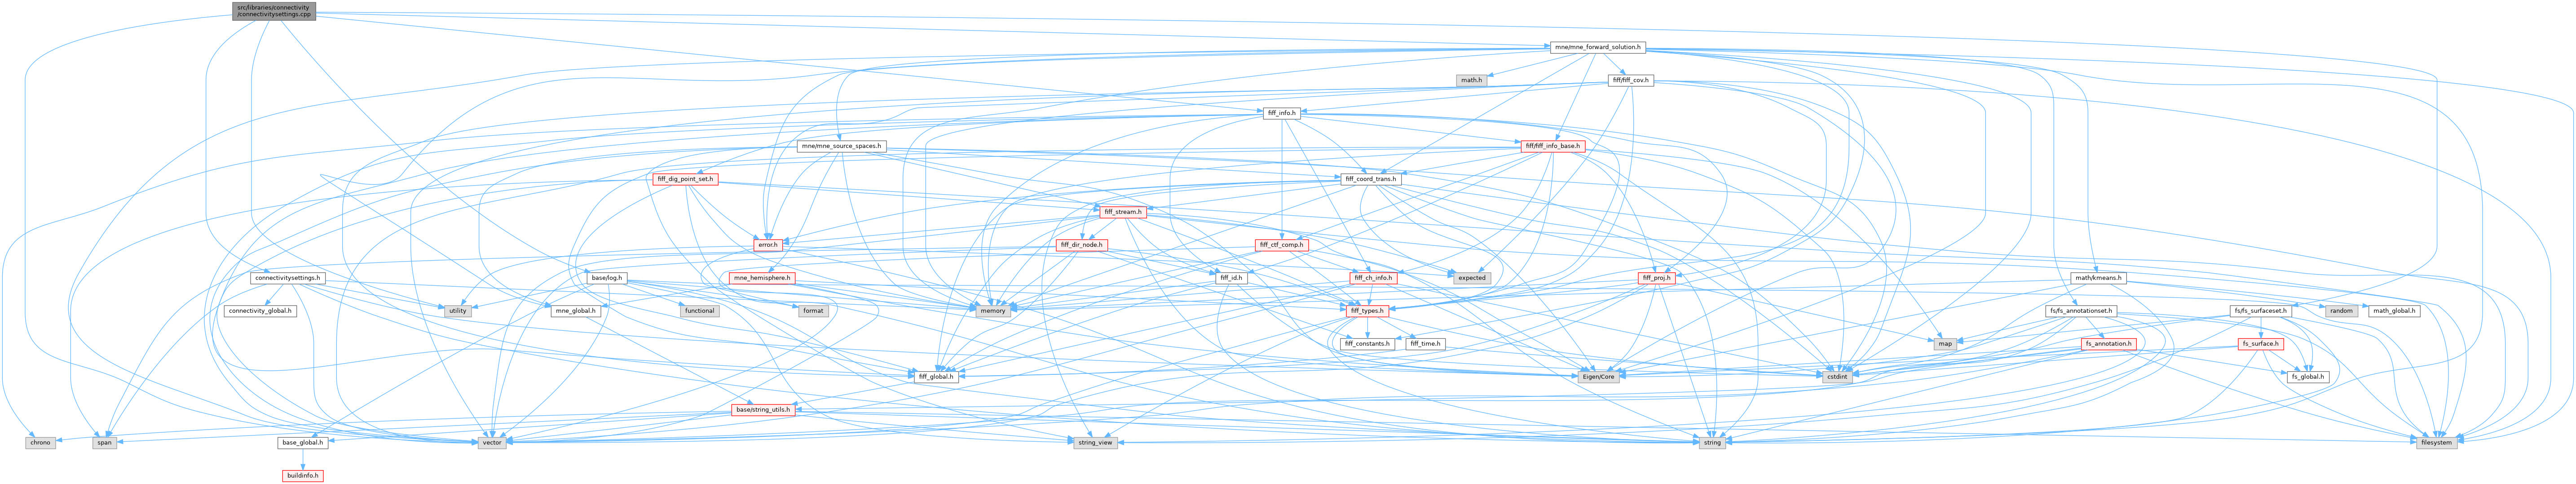 src/libraries/connectivity
/connectivitysettings.cpp
mne/mne_forward_solution.h
math.h
fiff/fiff_cov.h
fiff_info.h
mne/mne_source_spaces.h
fiff/fiff_info_base.h
fiff_dig_point_set.h
fiff_coord_trans.h
fiff_stream.h
error.h
fiff_dir_node.h
fiff_ctf_comp.h
connectivitysettings.h
base/log.h
mne_hemisphere.h
fiff_id.h
fiff_ch_info.h
expected
fiff_proj.h
math/kmeans.h
connectivity_global.h
utility
mne_global.h
functional
format
memory
fiff_types.h
random
math_global.h
fs/fs_annotationset.h
fs/fs_surfaceset.h
fiff_constants.h
fiff_time.h
map
fs_annotation.h
fs_surface.h
fiff_global.h
Eigen/Core
cstdint
fs_global.h
base/string_utils.h
chrono
span
base_global.h
vector
string_view
string
filesystem
buildinfo.h